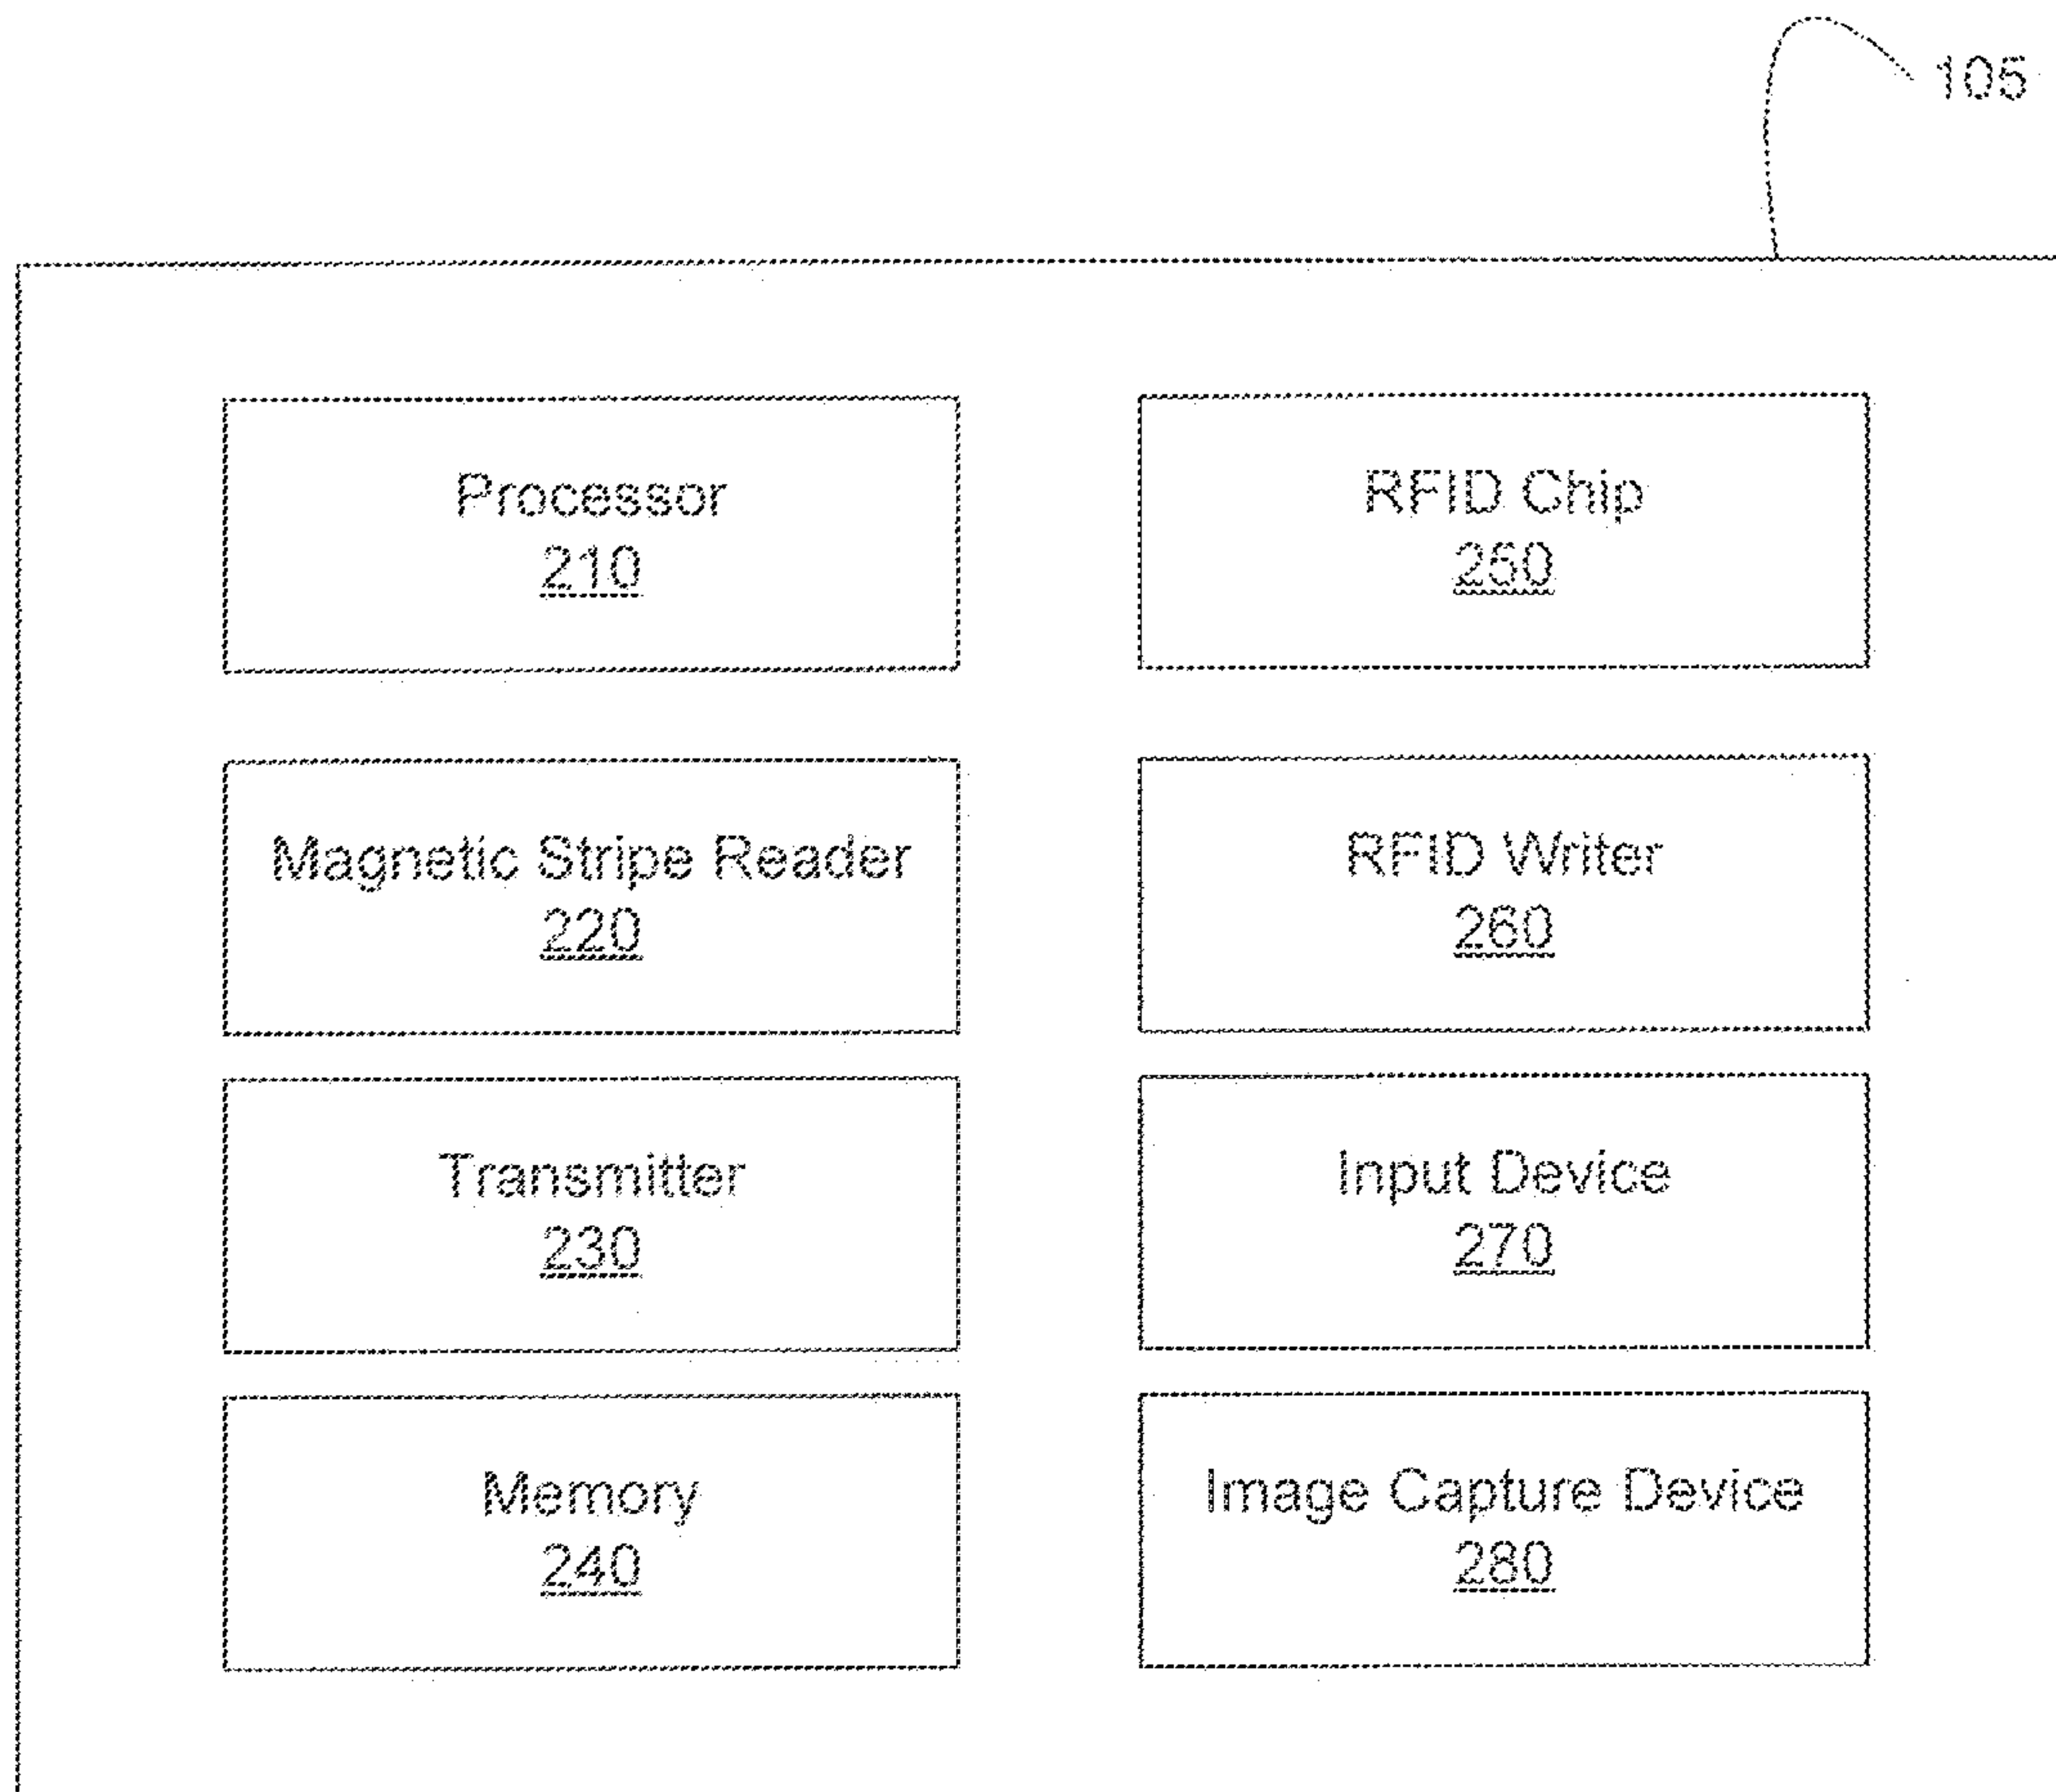 105
Processor
210
RFID Chip
250
Magnetic Stripe Reader
220
RFID Writer
260
Transmitter
230
Input Device
270
Memory
240
Image Capture Device
280